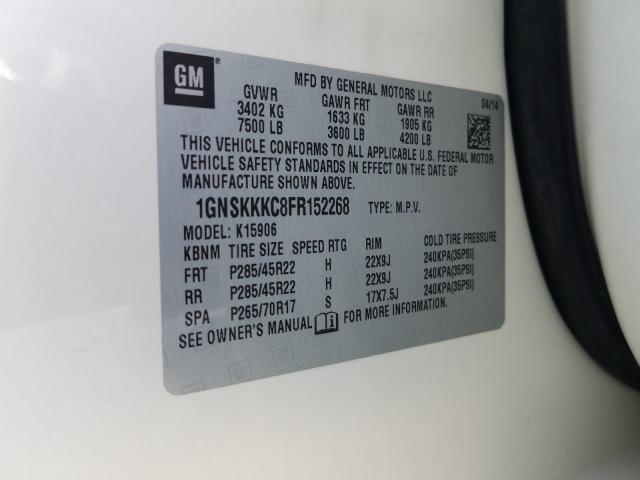 GM
MFD BY GENERAL MOTORS LLC
04/14
GVWR GAWR FRT GAWR RR
3402 KG 1633 KG 1905 KG
7500 LB 3600 LB 4200 LB
THIS VEHICLE CONFORMS TO ALL APPLICABLE U.S. FEDERAL MOTOR
VEHICLE SAFETY STANDARDS IN EFFECT ON THE DATE OF
MANUFACTURE SHOWN ABOVE.
1GNSKKKC8FR152268 TYPE: M.P.V.
MODEL: K15906
KBNM TIRE SIZE SPEED RTG RIM COLD TIRE PRESSURE
FRT P285/45R22 H 22X9J 240KPA(35PSI)
RR P285/45R22 H 22X9J 240KPA(35PSI)
SPA P265/70R17 S 17X7.5J 240KPA(35PSI)
SEE OWNER'S MANUAL FOR MORE INFORMATION.